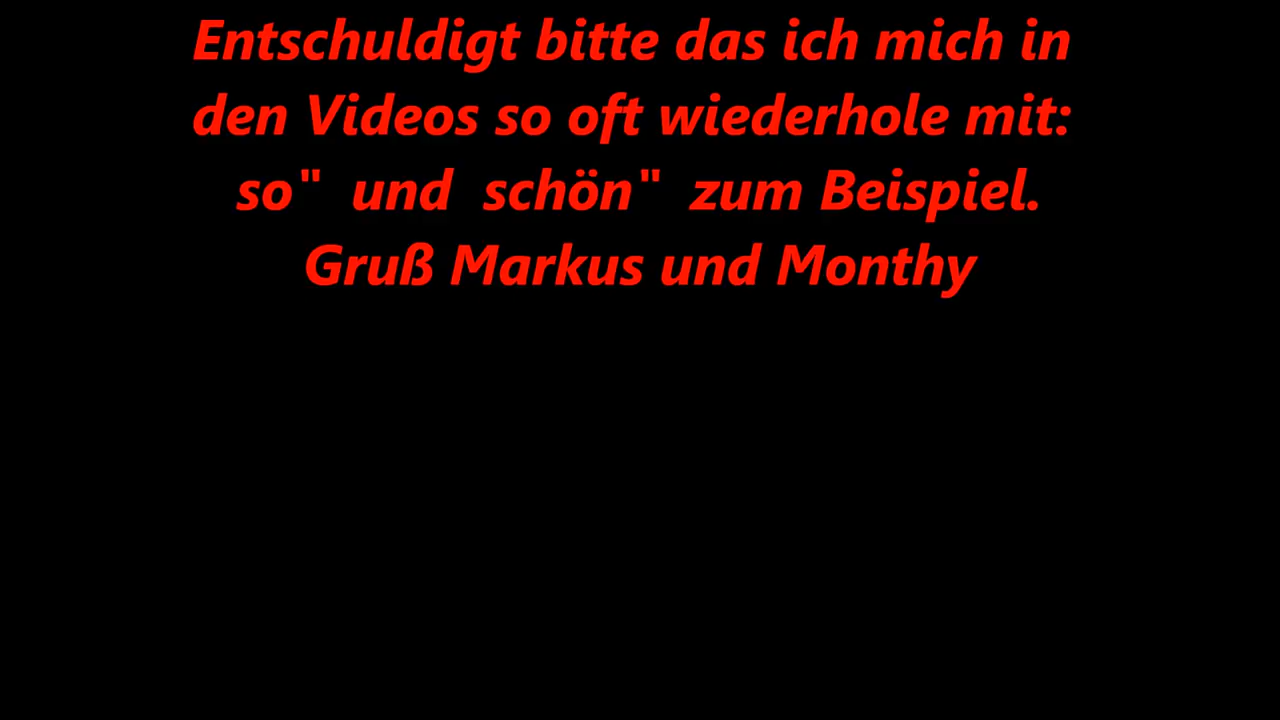 Entschuldigt bitte das ich mich in
den Videos so oft wiederhole mit:
so"  und  schön"  zum Beispiel.
Gruß Markus und Monthy